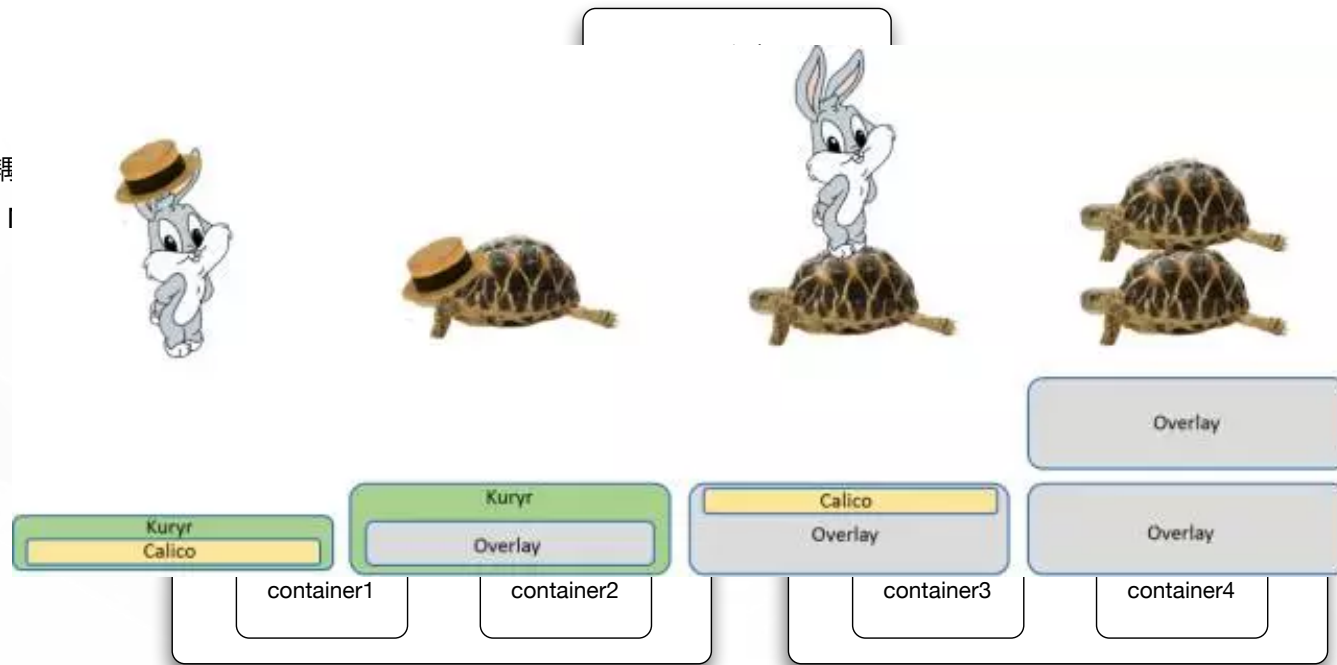 Overlay
Kuryr
Calico
Kuryr
Overlay
Calico
Overlay
Overlay
container1
container2
container3
container4